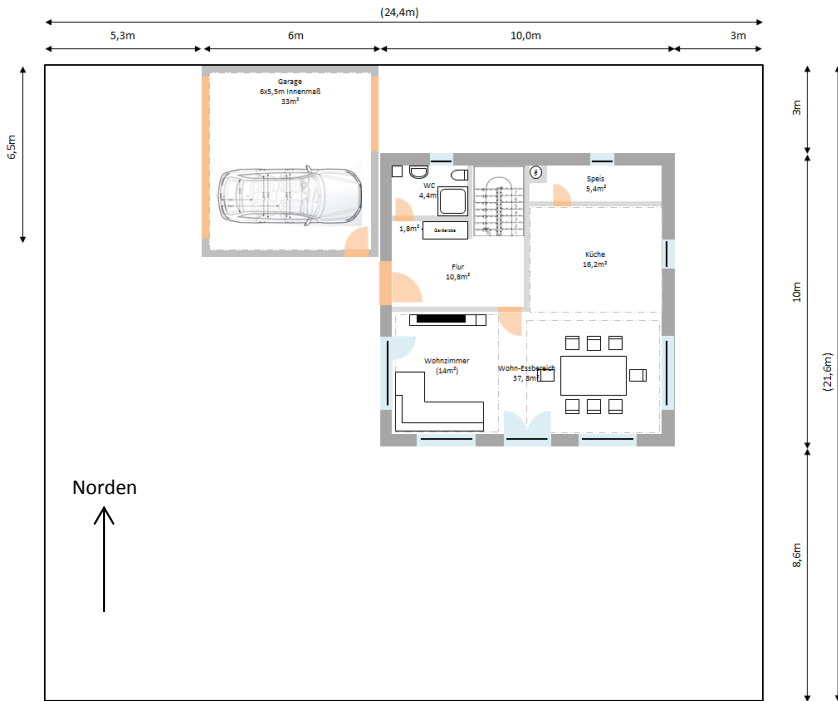 (24,4m)
5,3m
6m
10,0m
3m
Garage
6x5,5m Innenmaß
33m²
6,5m
3m
WC
4,4m
Speis
5,4m²
1,8m²
Garderobe
Flur
10,8m²
Küche
16,2m²
10m
(21,6m)
Wohnzimmer
(14m²)
Wohn-Essbereich
37, 8m²
Norden
8,6m